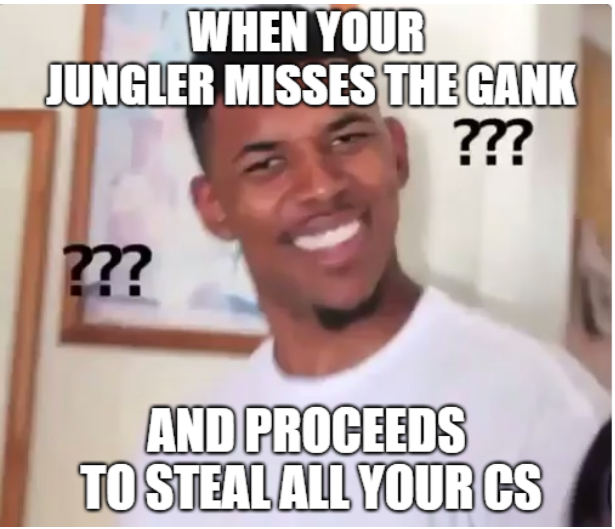 WHEN YOUR
JUNGLER MISSES THE GANK
???
???
AND PROCEEDS
TO STEAL ALL YOUR CS